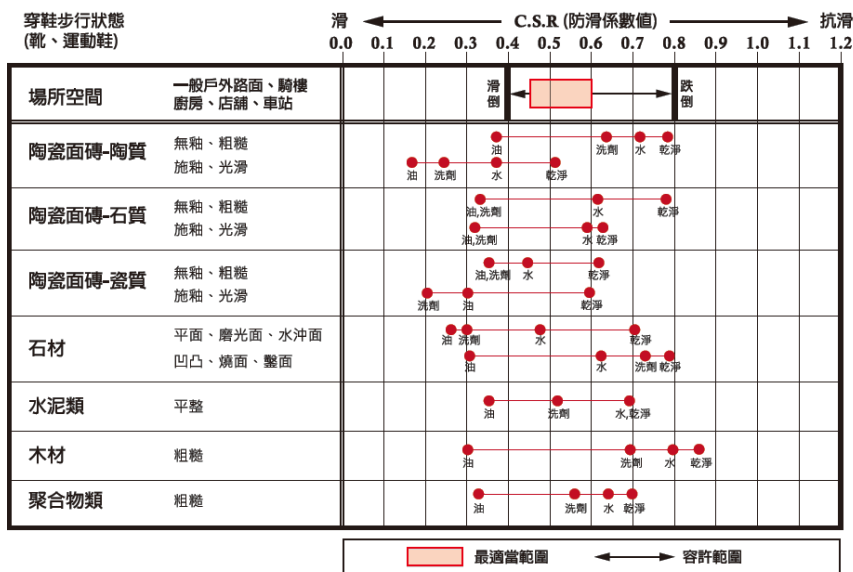 穿鞋步行狀態 滑 C.S.R (防滑係數值) 抗滑
(靴、運動鞋) 0.0 0.1 0.2 0.3 0.4 0.5 0.6 0.7 0.8 0.9 1.0 1.1 1.2
場所空間 一般戶外路面、騎樓 滑倒 跌倒
廚房、店舖、車站
陶瓷面磚-陶質 無釉、粗糙 油 洗劑 水 乾淨
施釉、光滑 油 洗劑 水 乾淨
陶瓷面磚-石質 無釉、粗糙 油,洗劑 水 乾淨
施釉、光滑 油,洗劑 水 乾淨
陶瓷面磚-瓷質 無釉、粗糙 油,洗劑 水 乾淨
施釉、光滑 洗劑 油 乾淨
石材 平面、磨光面、水沖面 油 洗劑 水 乾淨
凹凸、燒面、鑿面 油 水 洗劑 乾淨
水泥類 平整 油 洗劑 水,乾淨
木材 粗糙 油 洗劑 水 乾淨
聚合物類 粗糙 油 洗劑 水 乾淨
最適當範圍 容許範圍